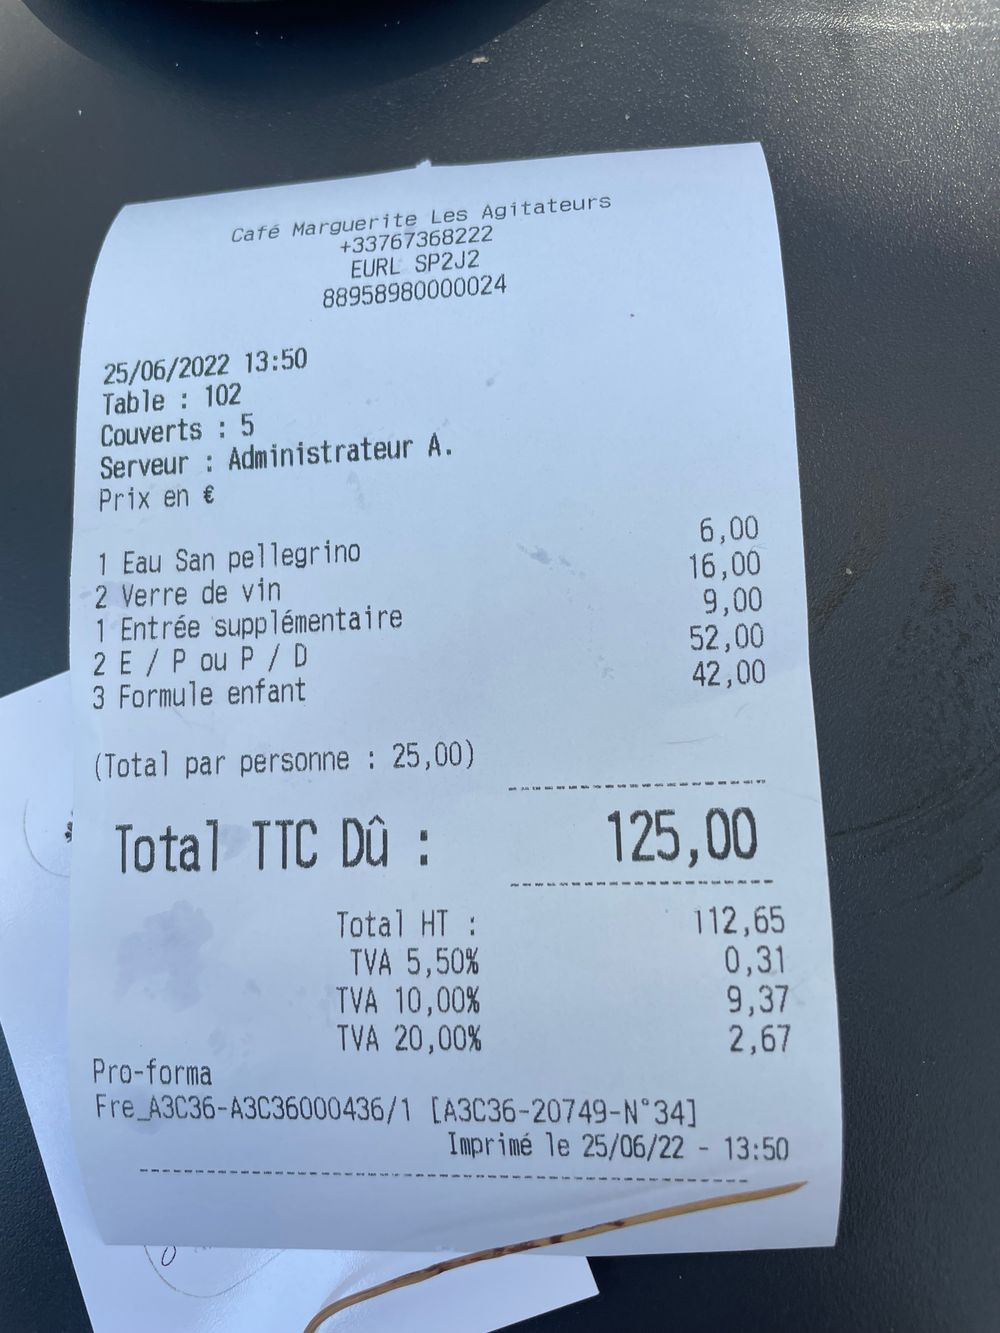 Café Marguerite Les Agitateurs
+33767368222
EURL SP2J2
88958980000024
25/06/2022 13:50
Table : 102
Couverts : 5
Serveur : Administrateur A.
Prix en €
1 Eau San pellegrino 6,00
2 Verre de vin 16,00
1 Entrée supplémentaire 9,00
2 E / P ou P / D 52,00
3 Formule enfant 42,00
(Total par personne : 25,00)
Total TTC Dû : 125,00
Total HT : 112,65
TVA 5,50% 0,31
TVA 10,00% 9,37
TVA 20,00% 2,67
Pro-forma
Fre_A3C36-A3C36000436/1 [A3C36-20749-N°34]
Imprimé le 25/06/22 - 13:50